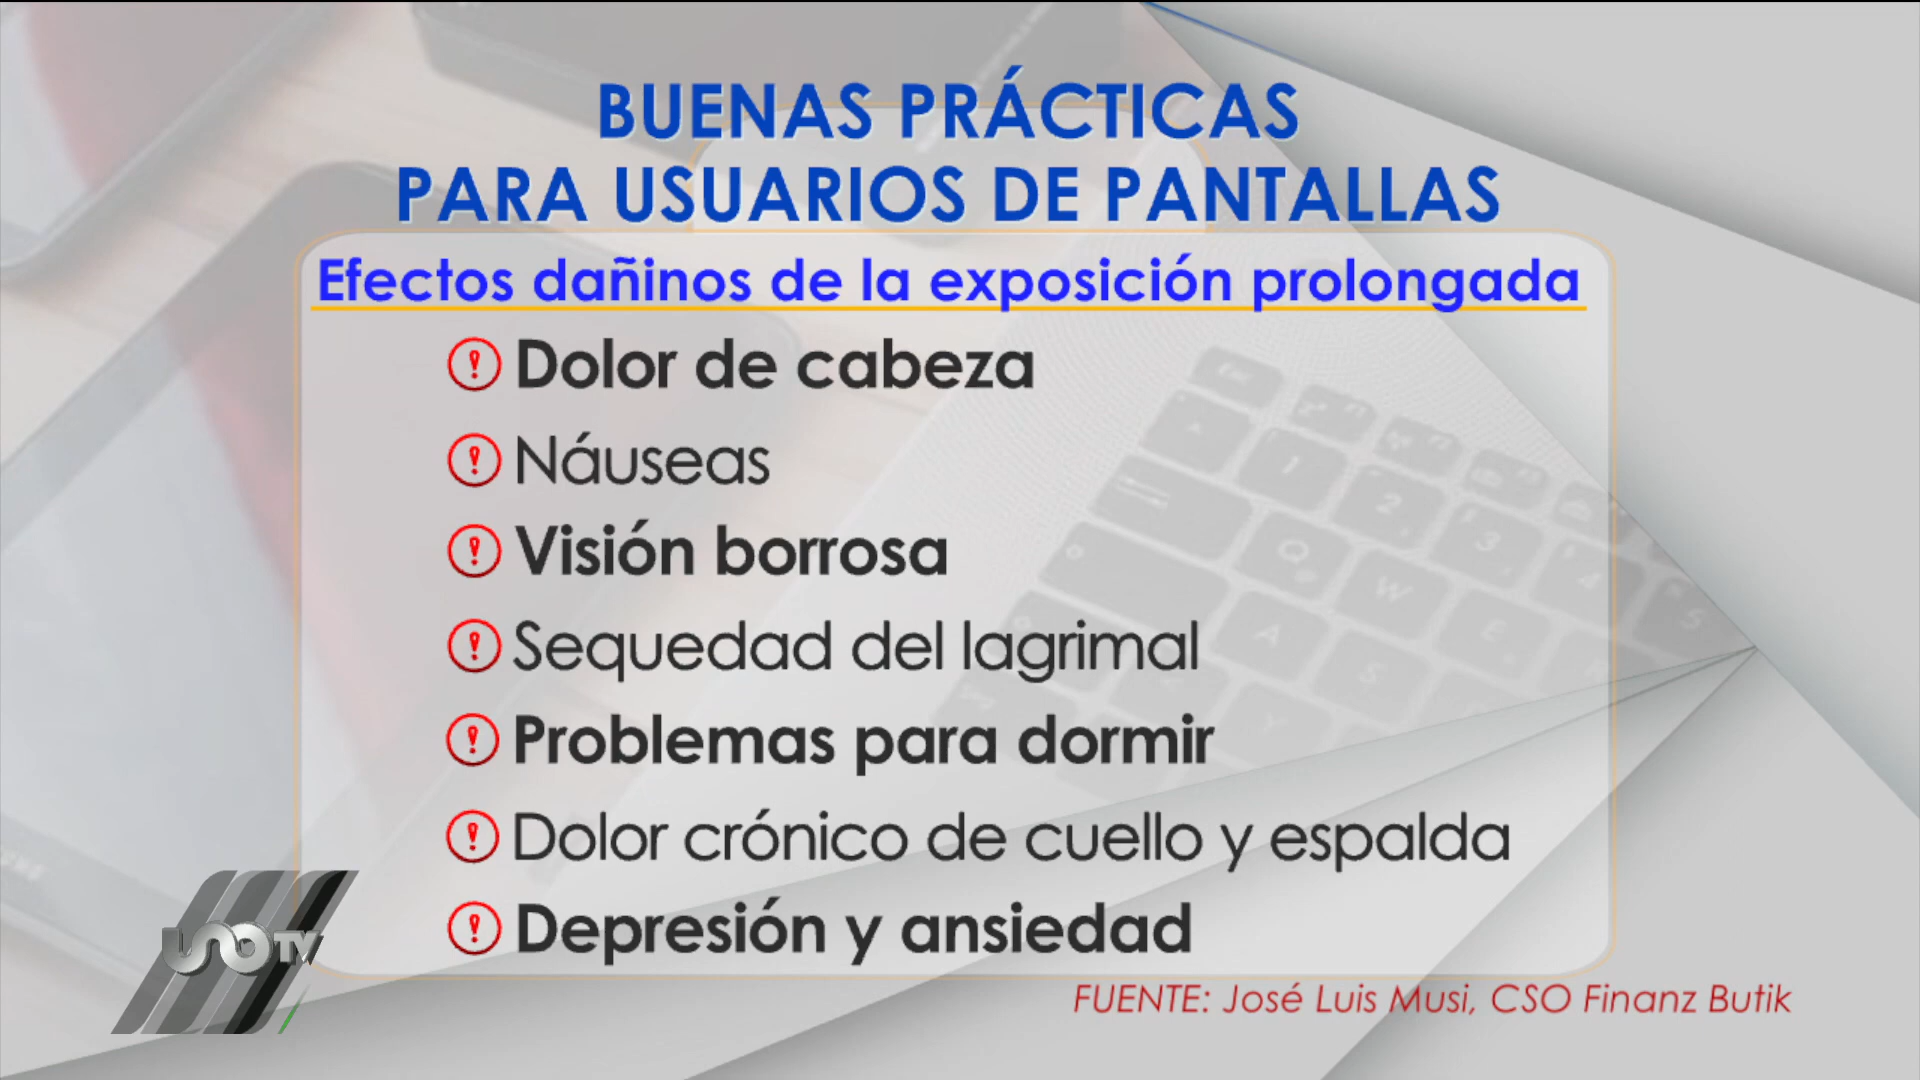 BUENAS PRÁCTICAS
PARA USUARIOS DE PANTALLAS
Efectos dañinos de la exposición prolongada
Dolor de cabeza
Náuseas
Visión borrosa
Sequedad del lagrimal
Problemas para dormir
Dolor crónico de cuello y espalda
Depresión y ansiedad
UNO TV
FUENTE: José Luis Musi, CSO Finanz Butik